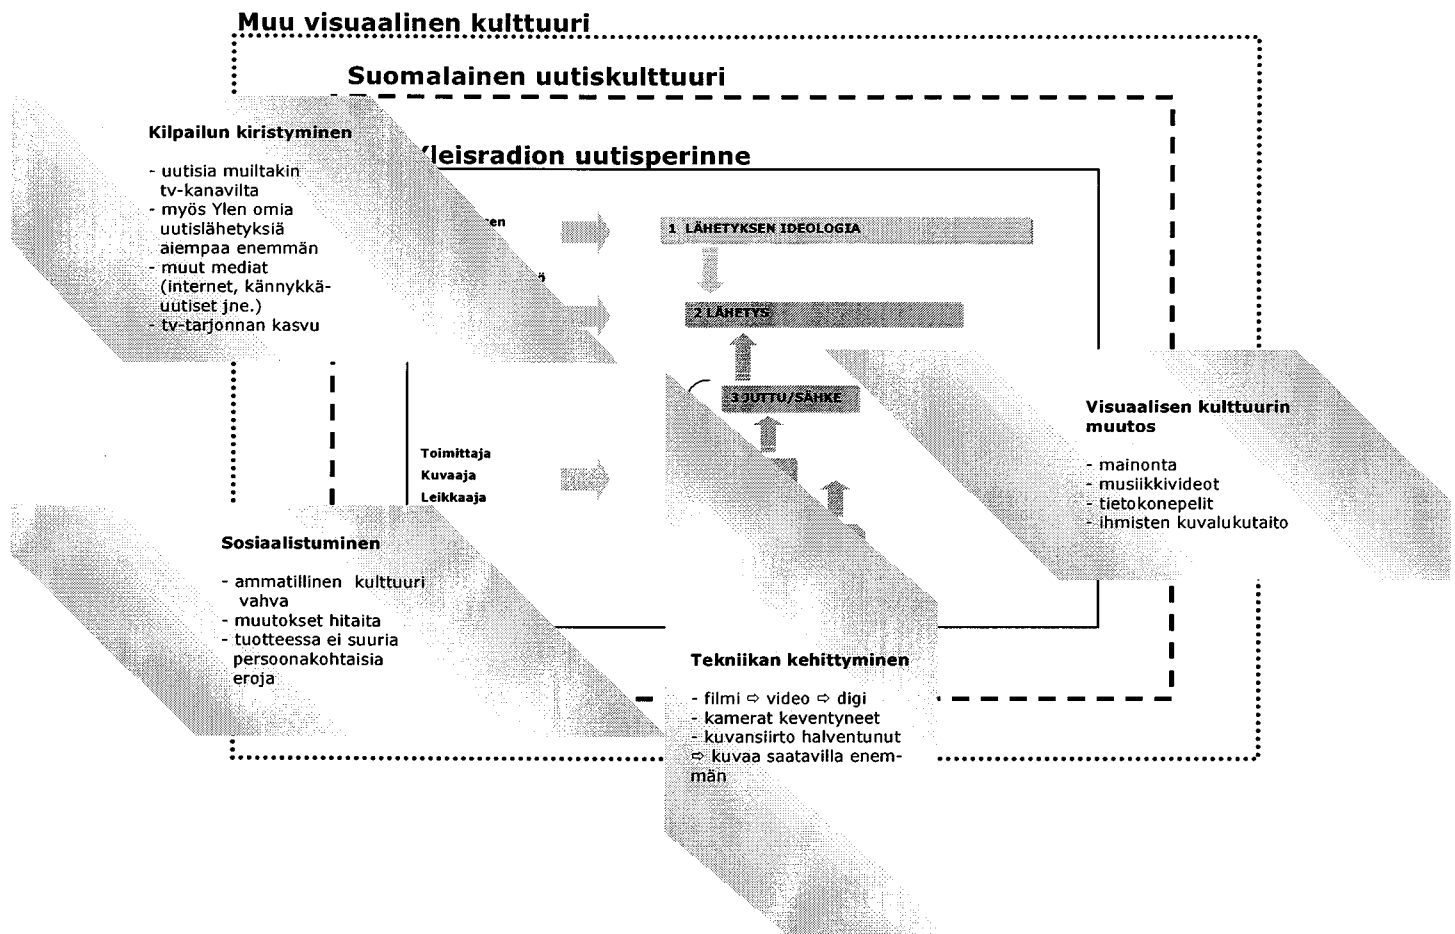 Muu visuaalinen kulttuuri
Suomalainen uutiskulttuuri
Kilpailun kiristyminen
- uutisia muiltakin
tv-kanavilta
- myös Ylen omia
uutislähetyksiä
aiempaa enemmän
- muut mediat
(internet, kännykkä-
uutiset jne.)
- tv-tarjonnan kasvu
leisradion uutisperinne
1 LÄHETYKSEN IDEOLOGIA
2 LÄHETYS
3 JUTTU/SÄHKE
Toimittaja
Kuvaaja
Leikkaaja
Visuaalisen kulttuurin
muutos
- mainonta
- musiikkivideot
- tietokonepelit
- ihmisten kuvalukutaito
Sosiaalistuminen
- ammatillinen kulttuuri
vahva
- muutokset hitaita
- tuotteessa ei suuria
persoonakohtaisia
eroja
Tekniikan kehittyminen
- filmi ⇨ video ⇨ digi
- kamerat keventyneet
- kuvansiirto halventunut
⇨ kuvaa saatavilla enem-
män